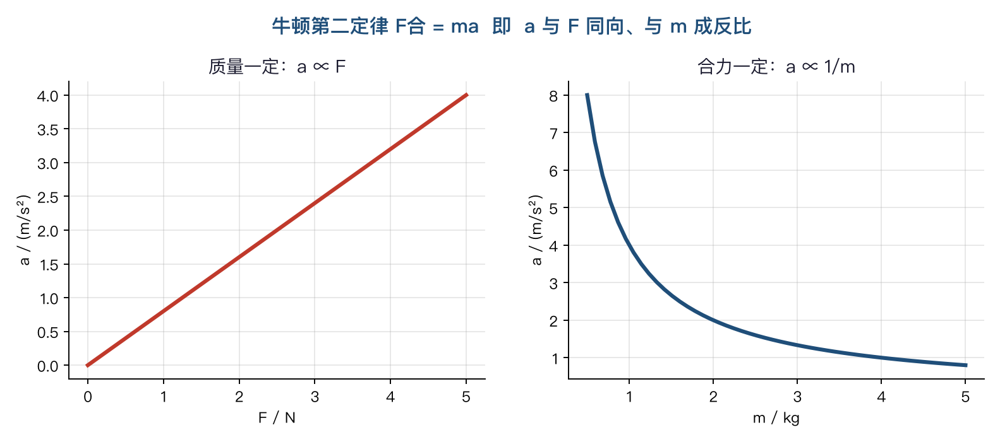 牛顿第二定律 F合 = ma 即 a 与 F 同向、与 m 成反比
质量一定：a ∝ F
4.0
3.5
3.0
2.5
2.0
1.5
1.0
0.5
0.0
a / (m/s²)
0 1 2 3 4 5
F / N
合力一定：a ∝ 1/m
8
7
6
5
4
3
2
1
a / (m/s²)
1 2 3 4 5
m / kg